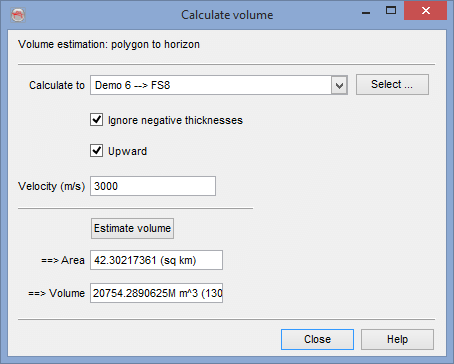 Calculate volume
Volume estimation: polygon to horizon
Calculate to Demo 6 --> FS8 Select ...
Ignore negative thicknesses
Upward
Velocity (m/s) 3000
Estimate volume
==> Area 42.30217361 (sq km)
==> Volume 20754.2890625M m^3 (130
Close Help